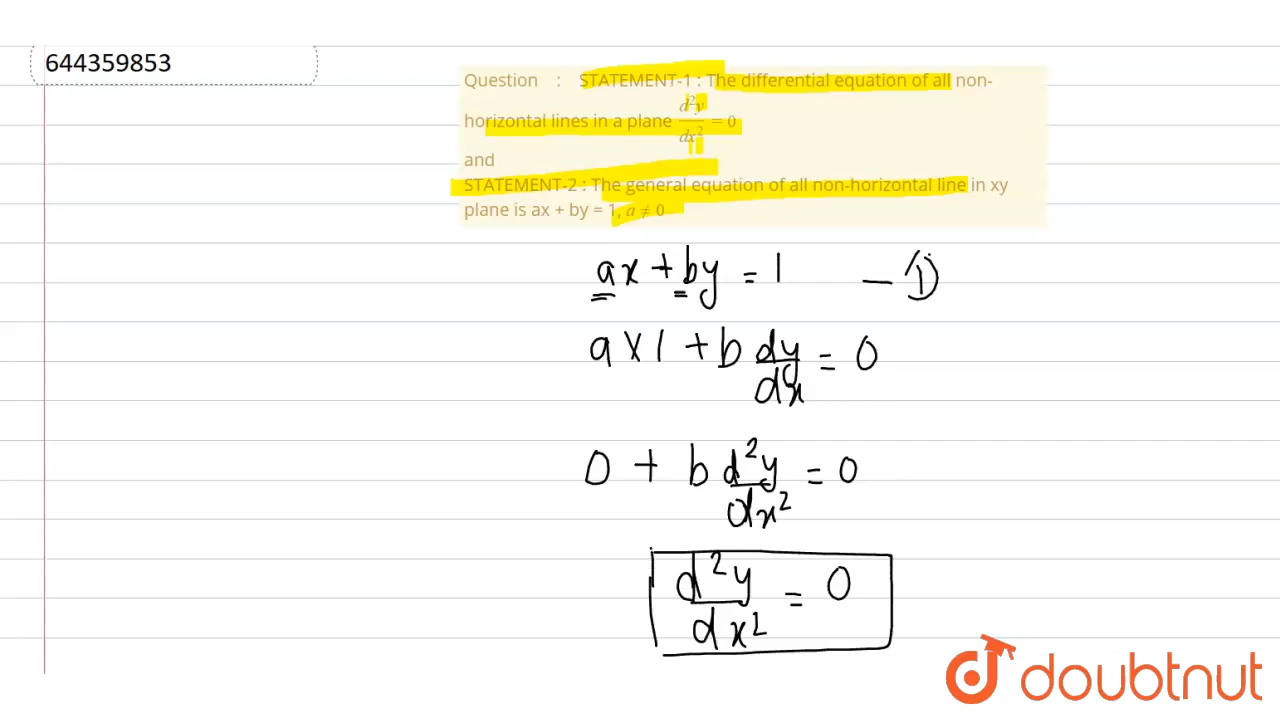 644359853
Question : STATEMENT-1 : The differential equation of all non-
horizontal lines in a plane d²y/dx² = 0
and
STATEMENT-2 : The general equation of all non-horizontal line in xy
plane is ax + by = 1, a ≠ 0
ax + by = 1 — ①
a × 1 + b dy/dx = 0
0 + b d²y/dx² = 0
d²y/dx² = 0
doubtnut